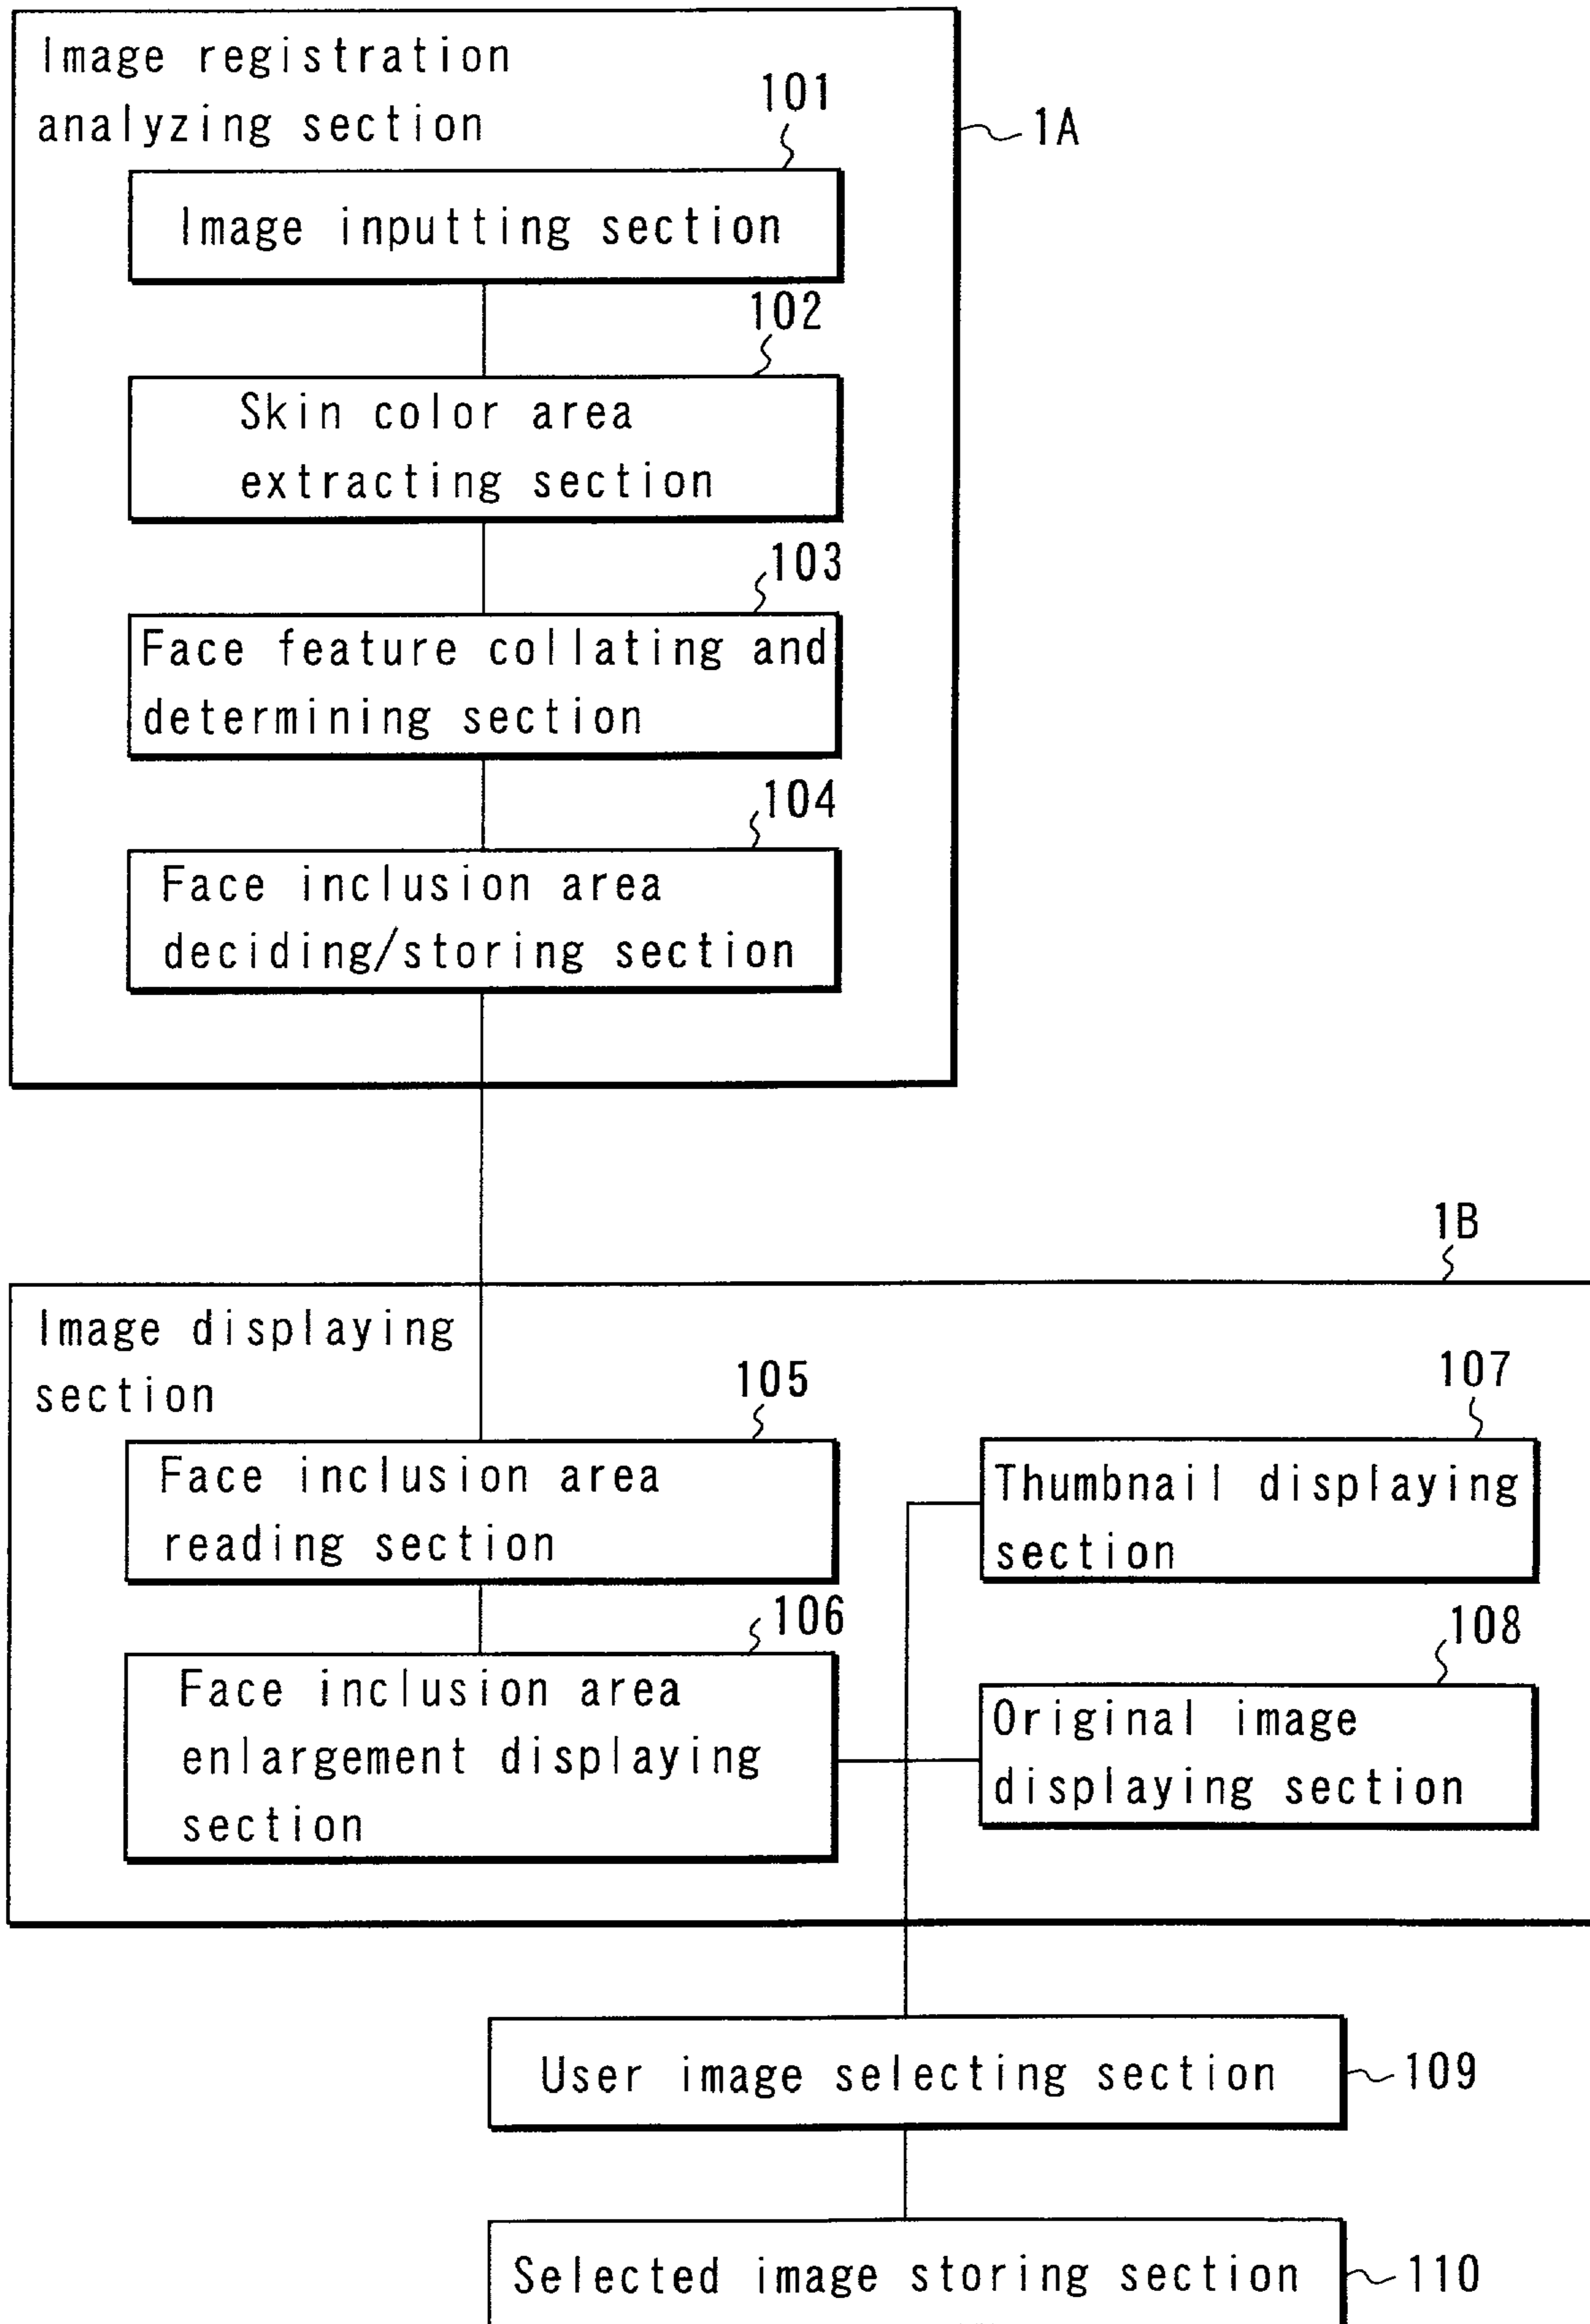 Image registration
analyzing section
101
1A
Image inputting section
102
Skin color area
extracting section
103
Face feature collating and
determining section
104
Face inclusion area
deciding/storing section
1B
Image displaying
section
105
107
Face inclusion area
reading section
Thumbnail displaying
section
106
108
Face inclusion area
enlargement displaying
section
Original image
displaying section
User image selecting section
109
Selected image storing section
110